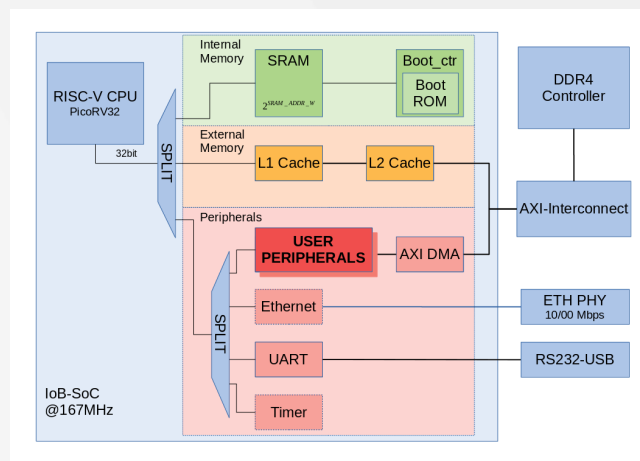 Internal
Memory
SRAM
2^SRAM_ADDR_W
Boot_ctr
Boot
ROM
RISC-V CPU
PicoRV32
32bit
SPLIT
External
Memory
L1 Cache
L2 Cache
DDR4
Controller
AXI-Interconnect
Peripherals
USER
PERIPHERALS
AXI DMA
SPLIT
Ethernet
ETH PHY
10/00 Mbps
UART
RS232-USB
Timer
IoB-SoC
@167MHz